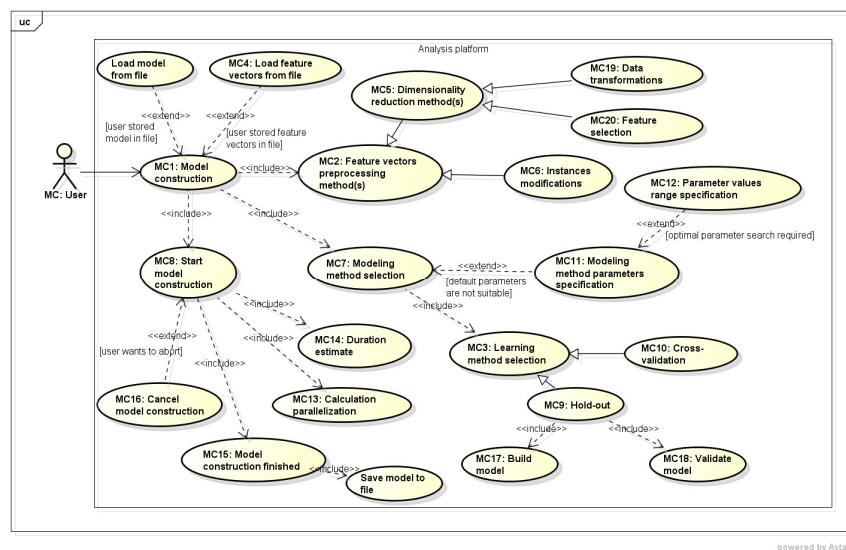 uc
Analysis platform
Load model
from file
MC4: Load feature
vectors from file
MC5: Dimensionality
reduction method(s)
MC19: Data
transformations
MC20: Feature
selection
<<extend>>
[user stored
model in file]
<<extend>>
[user stored feature
vectors in file]
MC: User
MC1: Model
construction
<<include>>
MC2: Feature vectors
preprocessing
method(s)
MC6: Instances
modifications
MC12: Parameter values
range specification
<<include>>
<<include>>
<<extend>>
[optimal parameter search required]
MC8: Start
model
construction
MC7: Modeling
method selection
<<extend>>
[default parameters
are not suitable]
MC11: Modeling
method parameters
specification
<<include>>
<<include>>
MC14: Duration
estimate
MC3: Learning
method selection
MC10: Cross-
validation
<<extend>>
[user wants to abort]
<<include>>
<<include>>
MC16: Cancel
model construction
MC13: Calculation
parallelization
MC9: Hold-out
<<include>>
<<include>>
MC15: Model
construction finished
<<include>>
Save model to
file
MC17: Build
model
MC18: Validate
model
powered by Asta